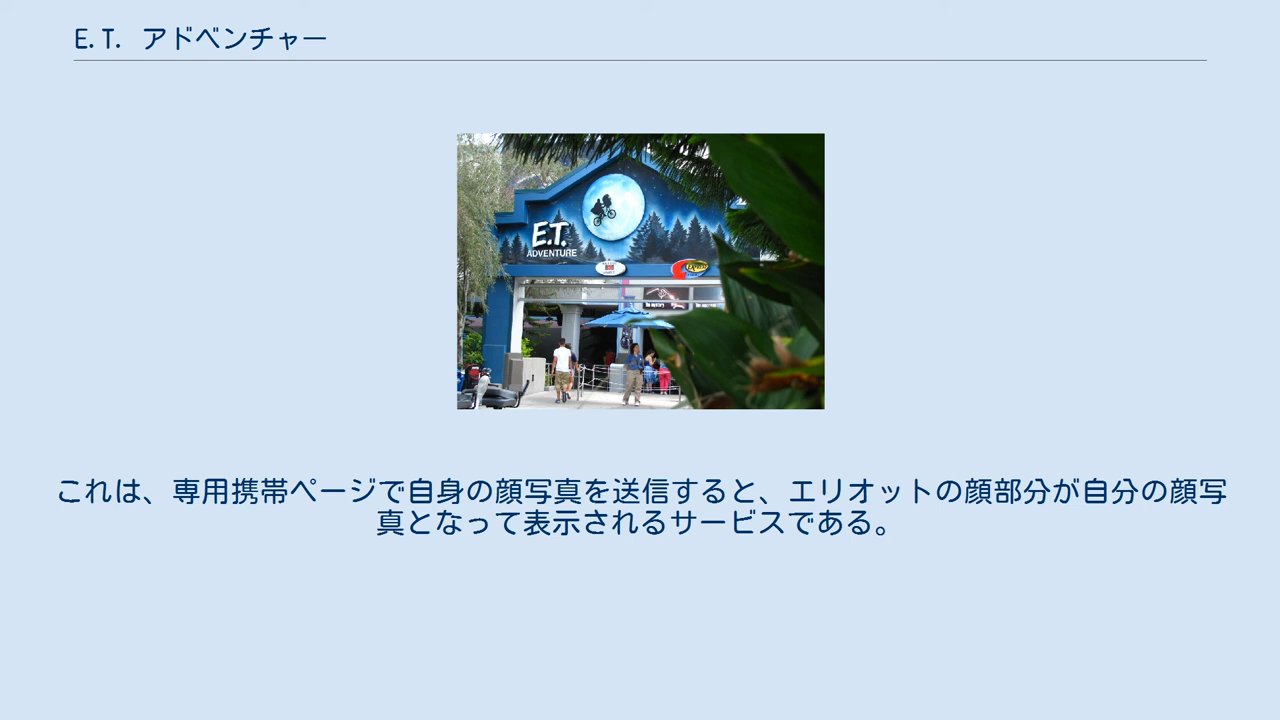 E.T. アドベンチャー
E.T.
ADVENTURE
EXPRESS
これは、専用携帯ページで自身の顔写真を送信すると、エリオットの顔部分が自分の顔写
真となって表示されるサービスである。